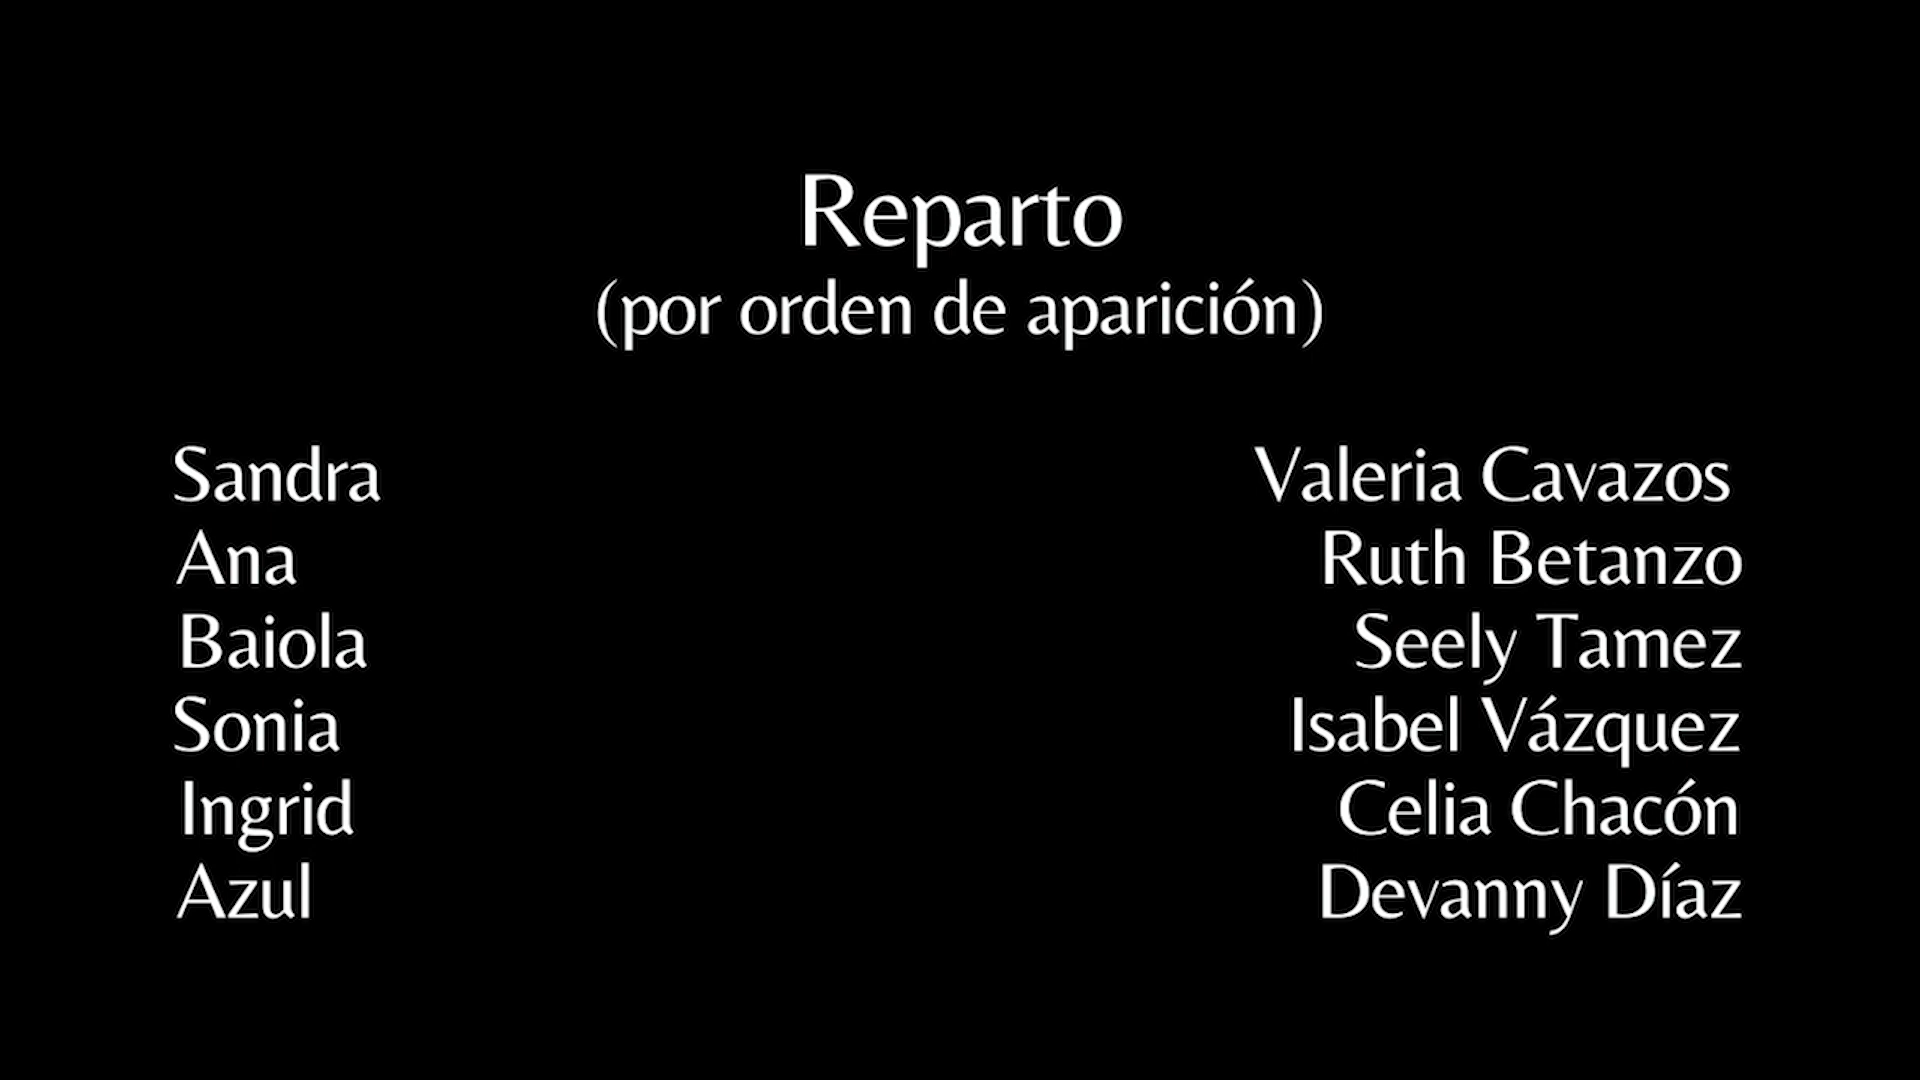 Reparto
(por orden de aparición)
Sandra Valeria Cavazos
Ana Ruth Betanzo
Baiola Seely Tamez
Sonia Isabel Vázquez
Ingrid Celia Chacón
Azul Devanny Díaz